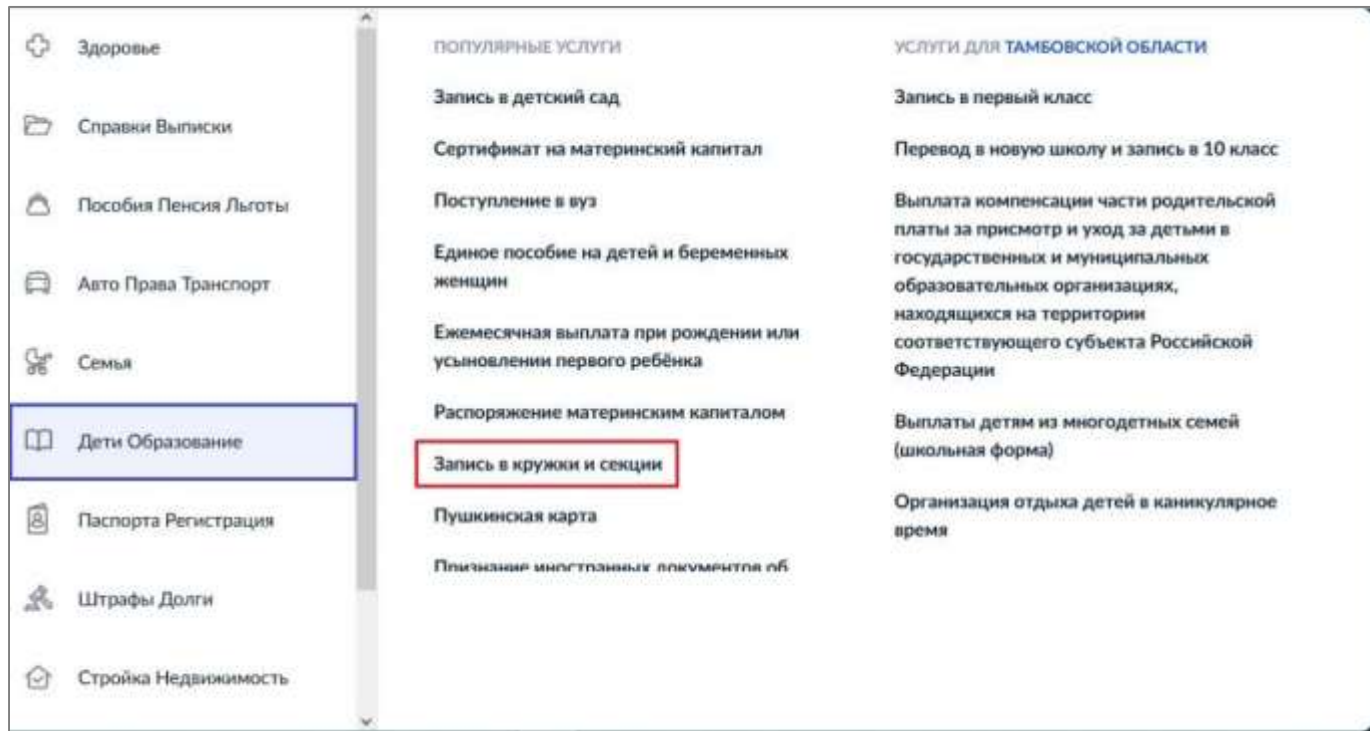 Здоровье
Справки Выписки
Пособия Пенсия Льготы
Авто Права Транспорт
Семья
Дети Образование
Паспорта Регистрация
Штрафы Долги
Стройка Недвижимость
ПОПУЛЯРНЫЕ УСЛУГИ
Запись в детский сад
Сертификат на материнский капитал
Поступление в вуз
Единое пособие на детей и беременных
женщин
Ежемесячная выплата при рождении или
усыновлении первого ребёнка
Распоряжение материнским капиталом
Запись в кружки и секции
Пушкинская карта
Признание иностранных документов об
УСЛУГИ ДЛЯ ТАМБОВСКОЙ ОБЛАСТИ
Запись в первый класс
Перевод в новую школу и запись в 10 класс
Выплата компенсации части родительской
платы за присмотр и уход за детьми в
государственных и муниципальных
образовательных организациях,
находящихся на территории
соответствующего субъекта Российской
Федерации
Выплаты детям из многодетных семей
(школьная форма)
Организация отдыха детей в каникулярное
время